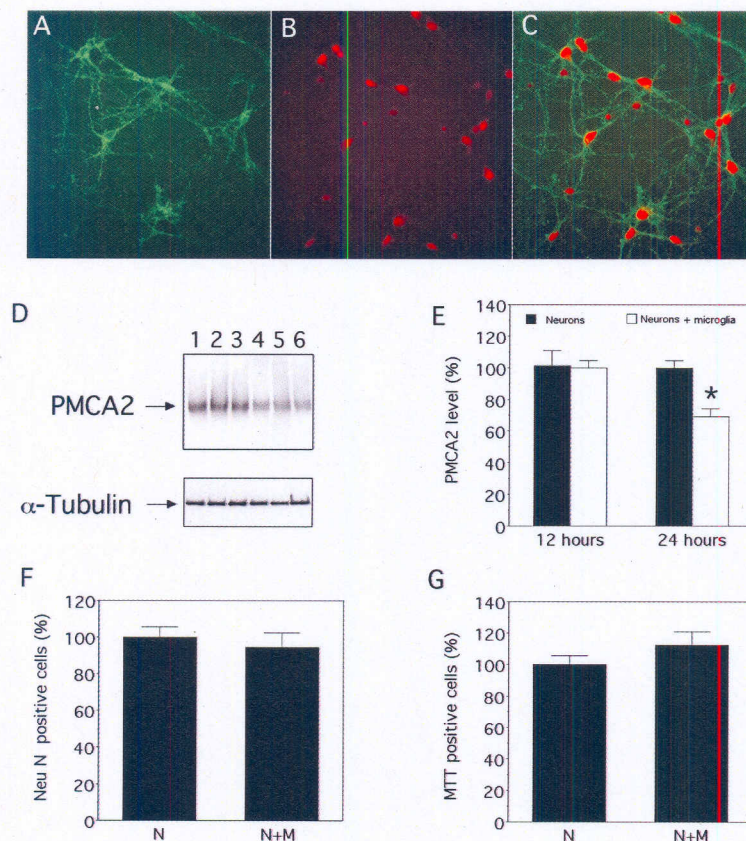 A
B
C
D
1 2 3 4 5 6
PMCA2
α-Tubulin
E
PMCA2 level (%)
140
120
100
80
60
40
20
0
Neurons
Neurons + microglia
*
12 hours
24 hours
F
Neu N positive cells (%)
120
100
80
60
40
20
0
N
N+M
G
MTT positive cells (%)
140
120
100
80
60
40
20
0
N
N+M